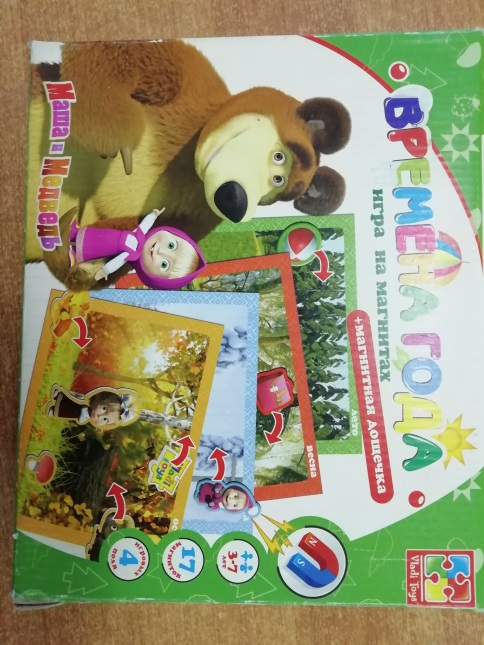 ВРЕМЕНА ГОДА
игра на магнитах
+магнитная дощечка
Маша и Медведь
лето
весна
3-7
лет
17
магнитов
4
игровых
поля
N
S
Vladi Toys